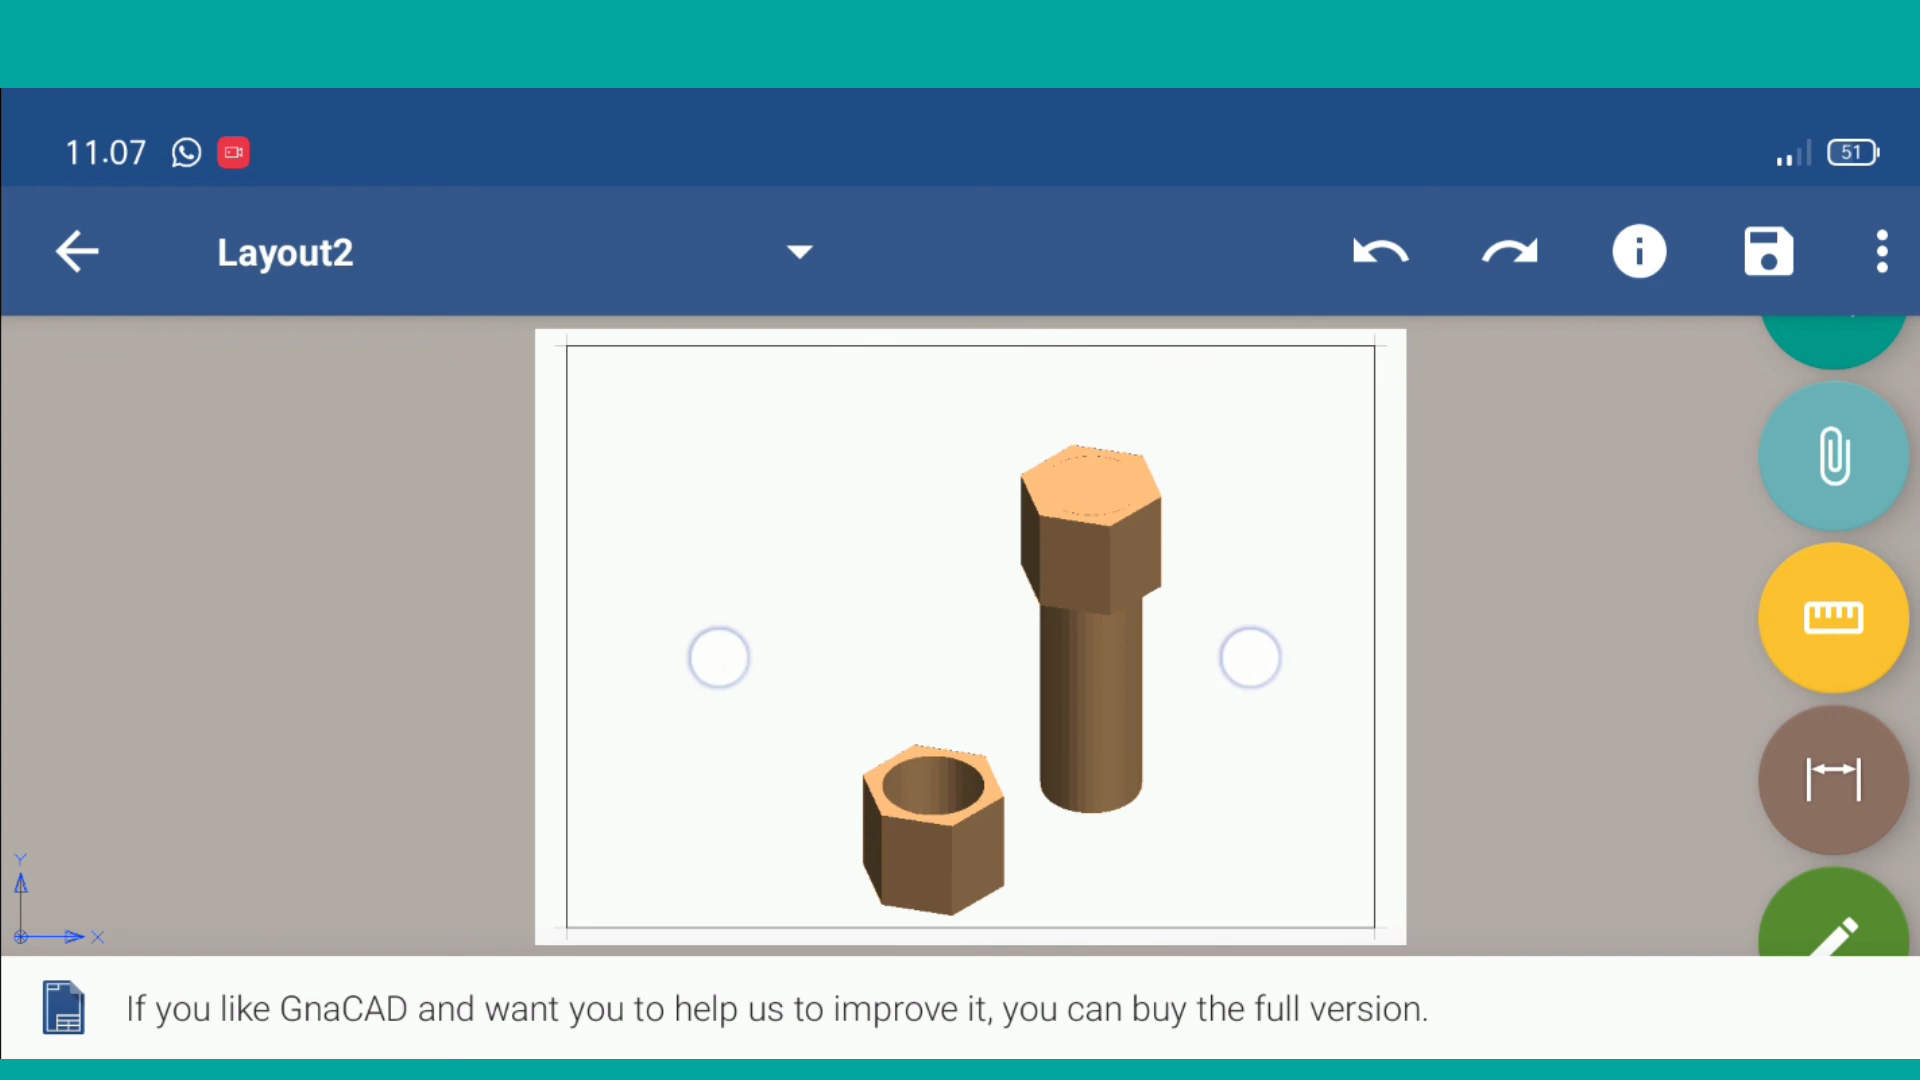 11.07
51
Layout2
Y
X
If you like GnaCAD and want you to help us to improve it, you can buy the full version.